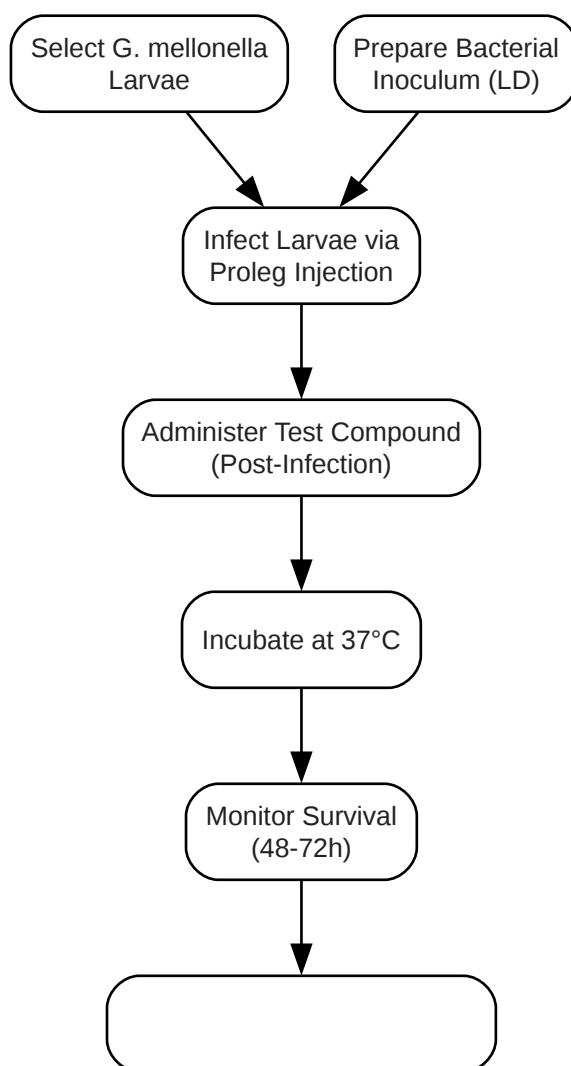 Select G. mellonella
Larvae
Prepare Bacterial
Inoculum (LD)
Infect Larvae via
Proleg Injection
Administer Test Compound
(Post-Infection)
Incubate at 37°C
Monitor Survival
(48-72h)